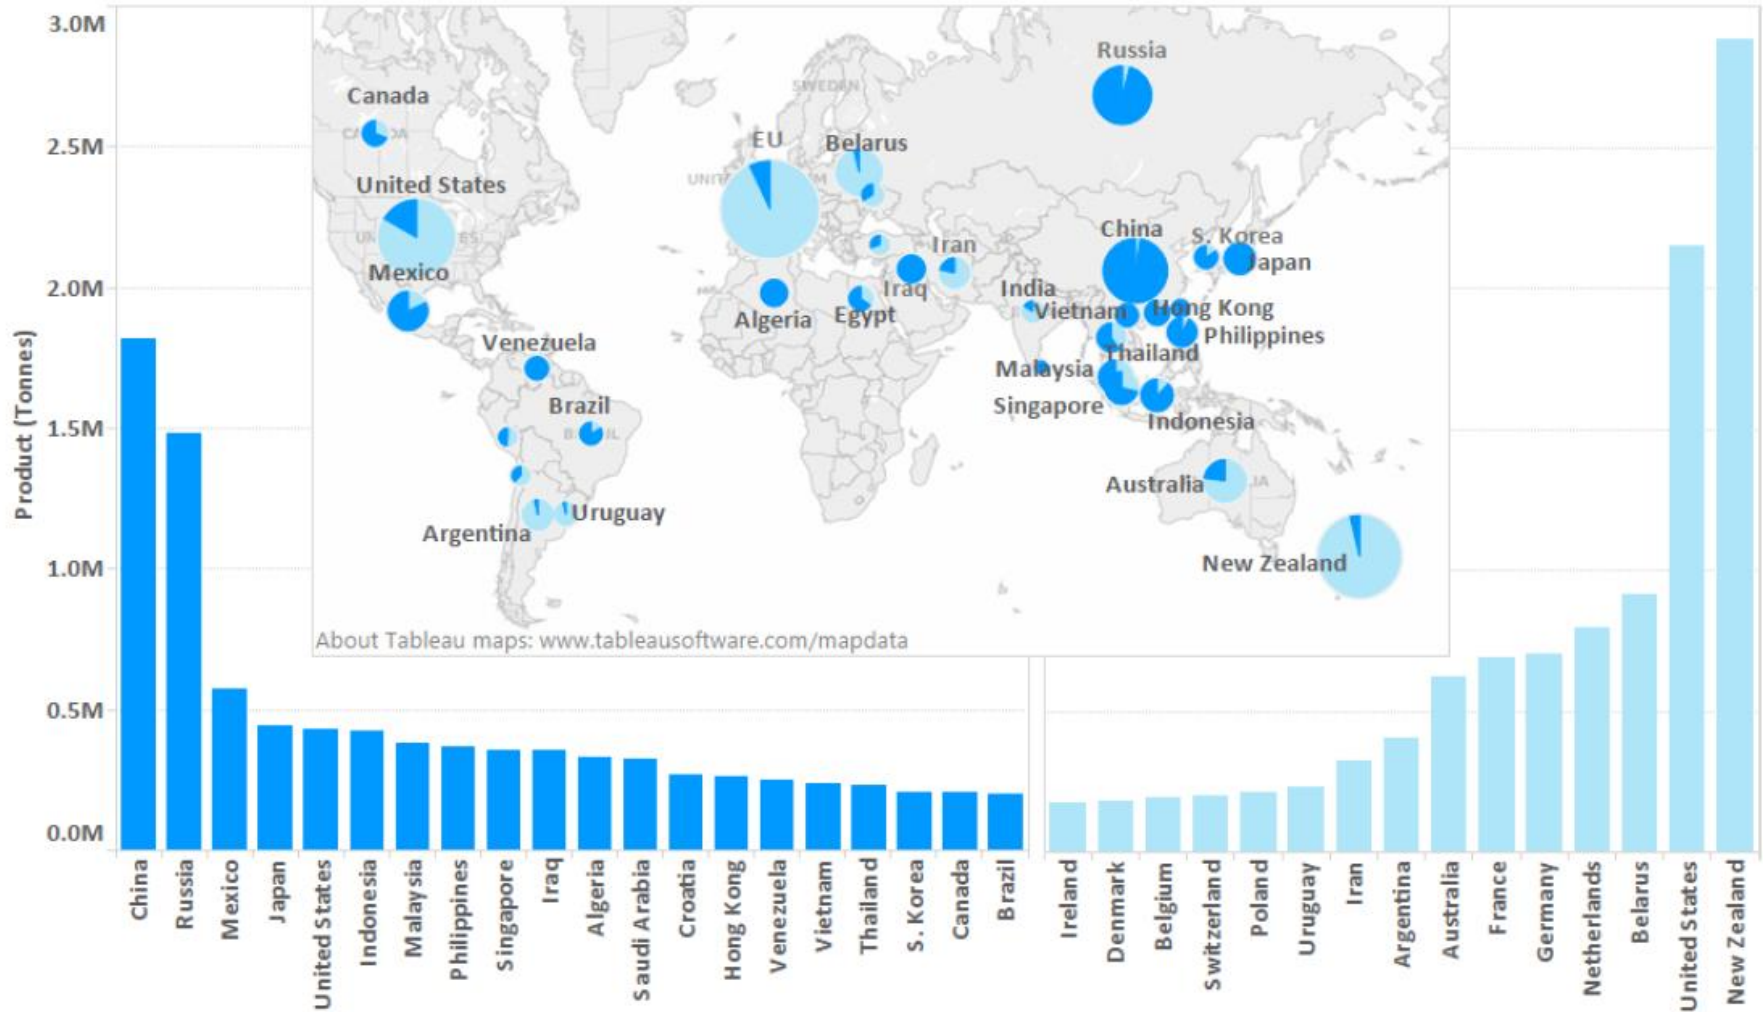 3.0M
2.5M
2.0M
1.5M
1.0M
0.5M
0.0M
Product (Tonnes)
Russia
SWEDEN
Canada
EU
Belarus
United States
China
S. Korea
Iran
Japan
Mexico
Iraq
India
Algeria
Egypt
Vietnam
Hong Kong
Philippines
Venezuela
Thailand
Malaysia
Singapore
Brazil
Indonesia
Australia
Uruguay
Argentina
New Zealand
About Tableau maps: www.tableausoftware.com/mapdata
China
Russia
Mexico
Japan
United States
Indonesia
Malaysia
Philippines
Singapore
Iraq
Algeria
Saudi Arabia
Croatia
Hong Kong
Venezuela
Vietnam
Thailand
S. Korea
Canada
Brazil
Ireland
Denmark
Belgium
Switzerland
Poland
Uruguay
Iran
Argentina
Australia
France
Germany
Netherlands
Belarus
United States
New Zealand